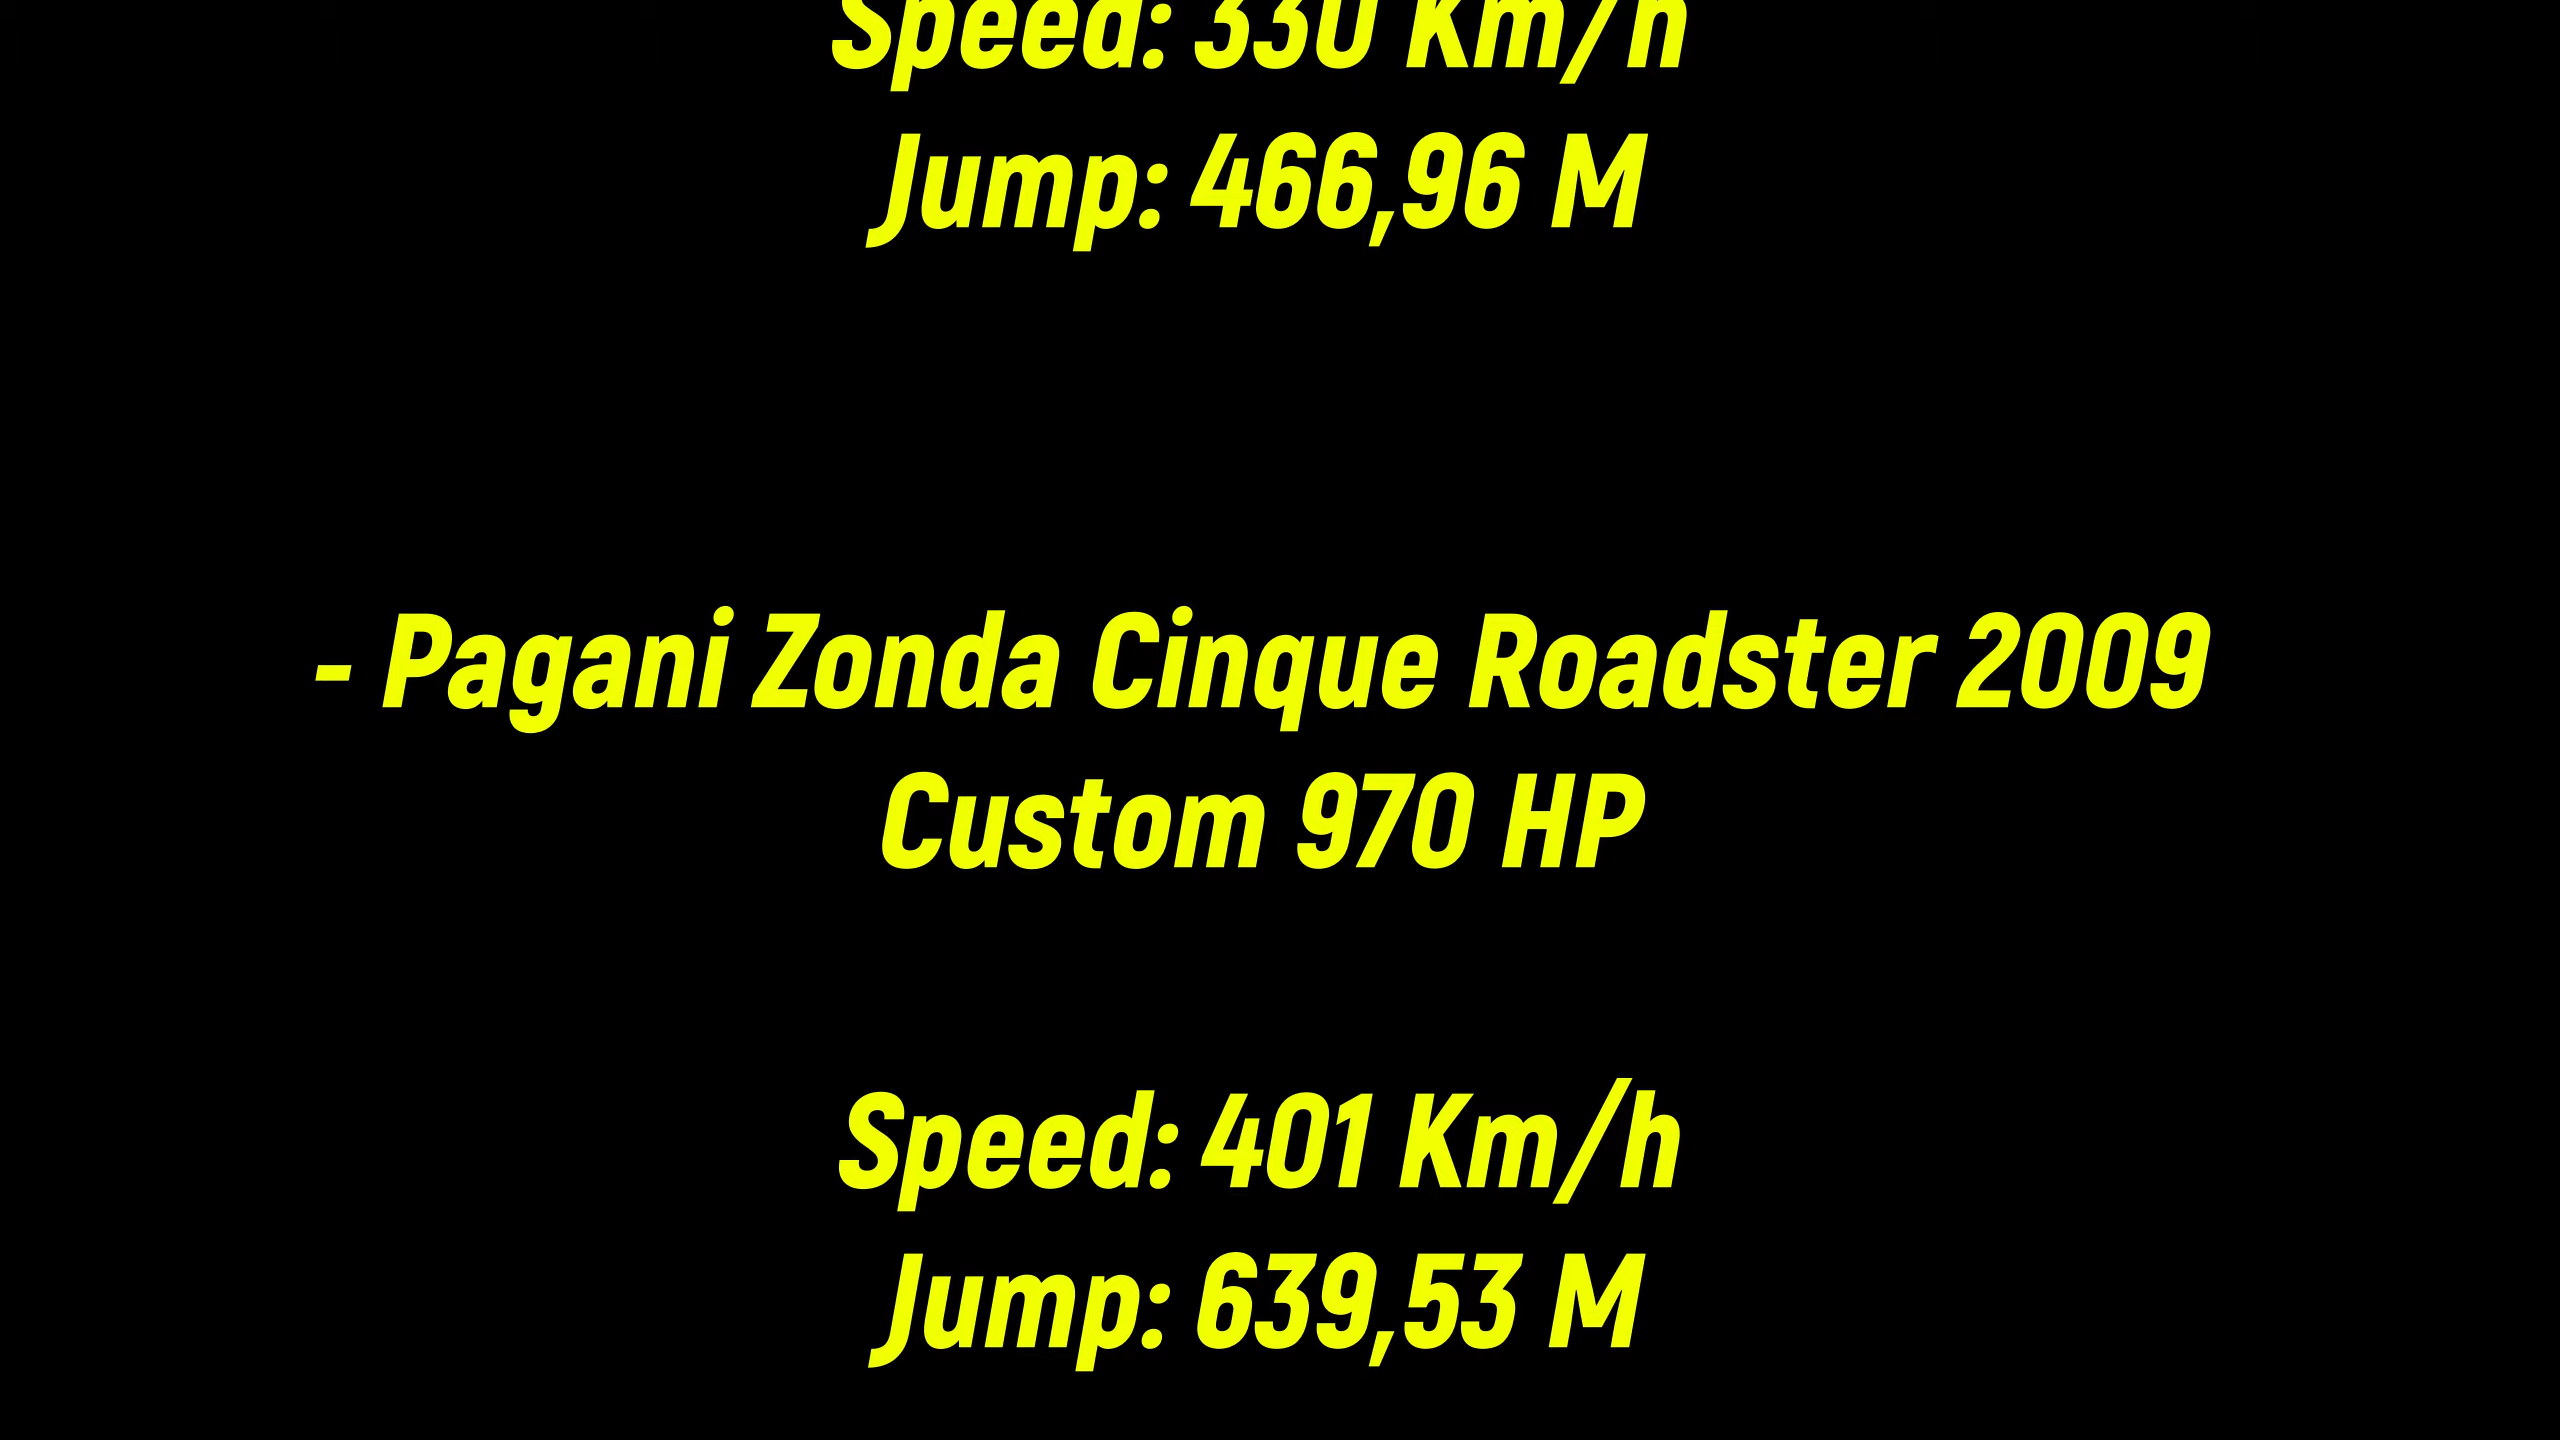 Speed: 330 Km/h
Jump: 466,96 M
- Pagani Zonda Cinque Roadster 2009
Custom 970 HP
Speed: 401 Km/h
Jump: 639,53 M